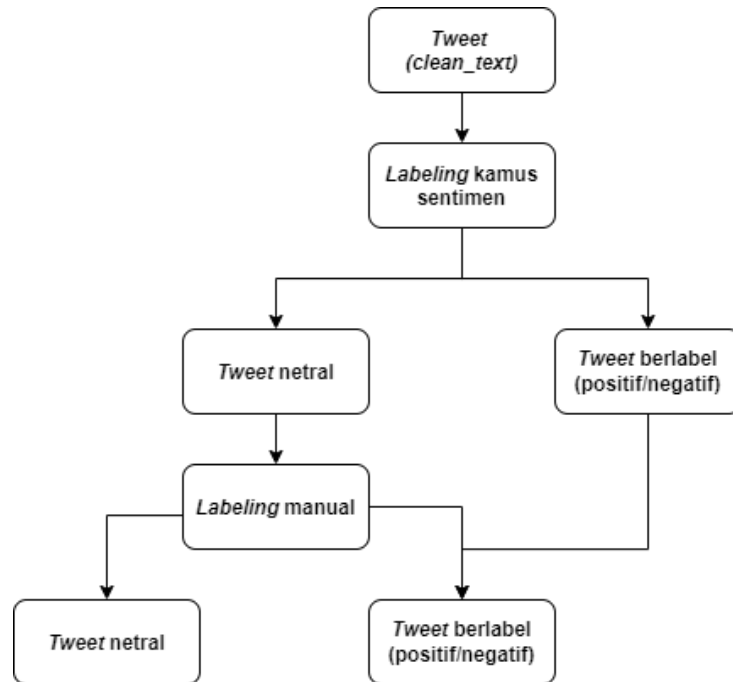 Tweet
(clean_text)
Labeling kamus
sentimen
Tweet netral
Tweet berlabel
(positif/negatif)
Labeling manual
Tweet netral
Tweet berlabel
(positif/negatif)